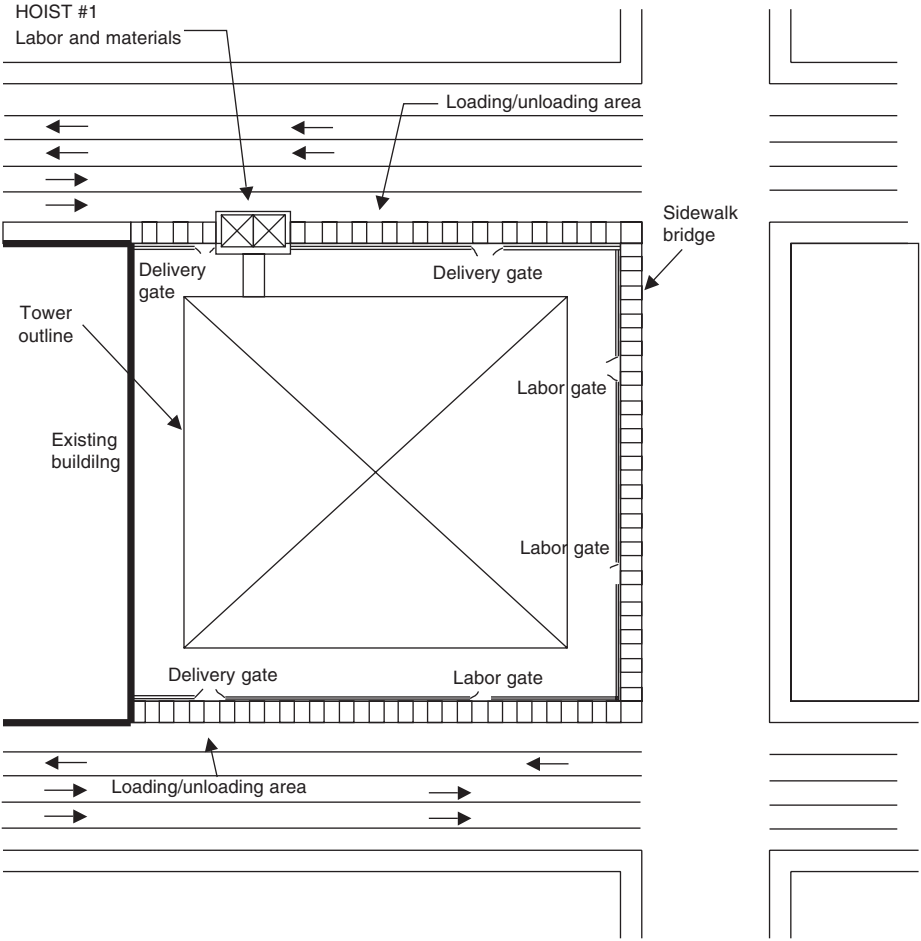 HOIST #1
Labor and materials
Loading/unloading area
Sidewalk
bridge
Delivery
gate
Delivery gate
Tower
outline
Labor gate
Existing
buildilng
Labor gate
Delivery gate
Labor gate
Loading/unloading area